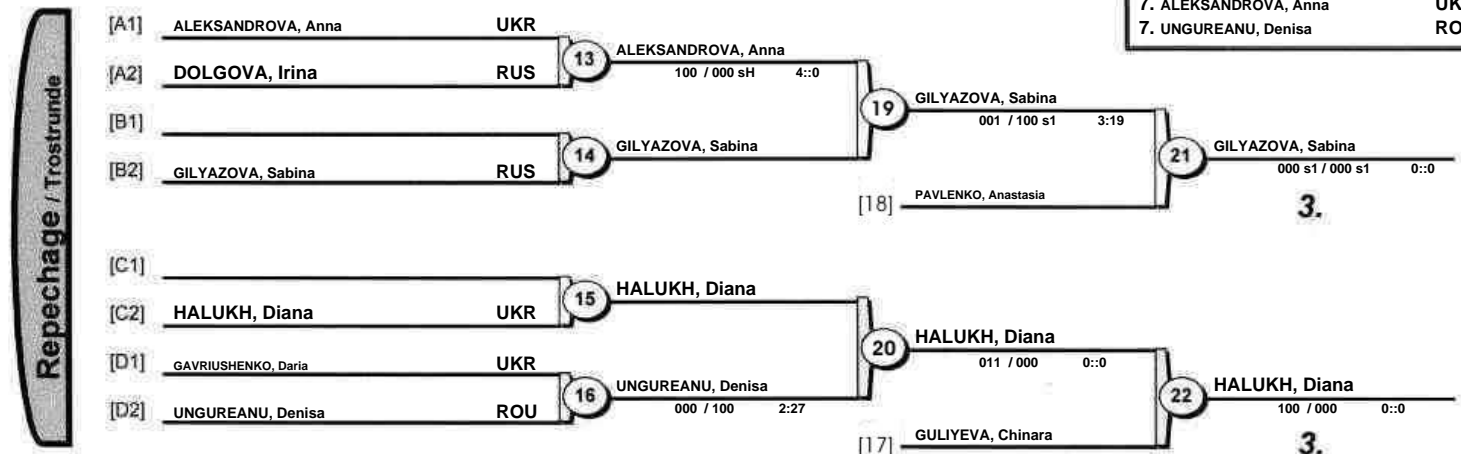 7. ALEKSANDROVA, Anna UK
7. UNGUREANU, Denisa RO
Repechage / Trostrunde
[A1] ALEKSANDROVA, Anna UKR
[A2] DOLGOVA, Irina RUS
13 ALEKSANDROVA, Anna
100 / 000 sH 4::0
[B1]
[B2] GILYAZOVA, Sabina RUS
14 GILYAZOVA, Sabina
19 GILYAZOVA, Sabina
001 / 100 s1 3:19
[18] PAVLENKO, Anastasia
21 GILYAZOVA, Sabina
000 s1 / 000 s1 0::0
3.
[C1]
[C2] HALUKH, Diana UKR
15 HALUKH, Diana
[D1] GAVRIUSHENKO, Daria UKR
[D2] UNGUREANU, Denisa ROU
16 UNGUREANU, Denisa
000 / 100 2:27
20 HALUKH, Diana
011 / 000 0::0
[17] GULIYEVA, Chinara
22 HALUKH, Diana
100 / 000 0::0
3.